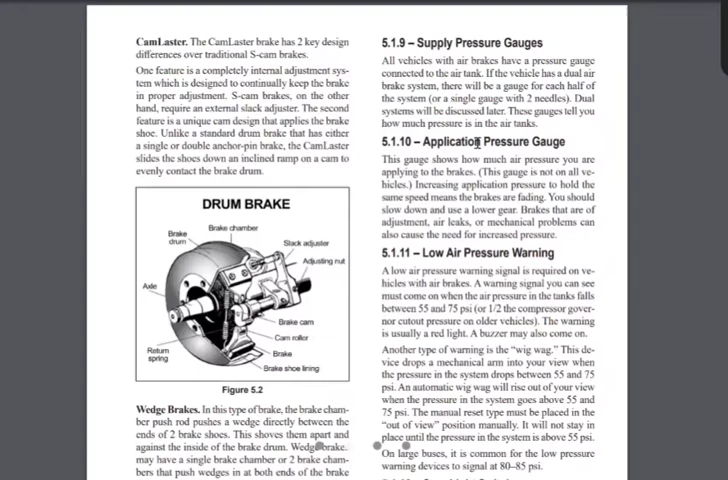 CamLaster. The CamLaster brake has 2 key design
differences over traditional S-cam brakes.
One feature is a completely internal adjustment sys-
tem which is designed to continually keep the brake
in proper adjustment. S-cam brakes, on the other
hand, require an external slack adjuster. The second
feature is a unique cam design that applies the brake
shoe. Unlike a standard drum brake that has either
a single or double anchor-pin brake, the CamLaster
slides the shoes down an inclined ramp on a cam to
evenly contact the brake drum.
DRUM BRAKE
Brake chamber
Brake
drum
Slack adjuster
Adjusting nut
Axle
Brake cam
Cam roller
Return
spring
Brake
Brake shoe lining
Figure 5.2
Wedge Brakes. In this type of brake, the brake cham-
ber push rod pushes a wedge directly between the
ends of 2 brake shoes. This shoves them apart and
against the inside of the brake drum. Wedge brake.
may have a single brake chamber or 2 brake cham-
bers that push wedges in at both ends of the brake
5.1.9 – Supply Pressure Gauges
All vehicles with air brakes have a pressure gauge
connected to the air tank. If the vehicle has a dual air
brake system, there will be a gauge for each half of
the system (or a single gauge with 2 needles). Dual
systems will be discussed later. These gauges tell you
how much pressure is in the air tanks.
5.1.10 – Application Pressure Gauge
This gauge shows how much air pressure you are
applying to the brakes. (This gauge is not on all ve-
hicles.) Increasing application pressure to hold the
same speed means the brakes are fading. You should
slow down and use a lower gear. Brakes that are of
adjustment, air leaks, or mechanical problems can
also cause the need for increased pressure.
5.1.11 – Low Air Pressure Warning
A low air pressure warning signal is required on ve-
hicles with air brakes. A warning signal you can see
must come on when the air pressure in the tanks falls
between 55 and 75 psi (or 1/2 the compressor gover-
nor cutout pressure on older vehicles). The warning
is usually a red light. A buzzer may also come on.
Another type of warning is the “wig wag.” This de-
vice drops a mechanical arm into your view when
the pressure in the system drops between 55 and 75
psi. An automatic wig wag will rise out of your view
when the pressure in the system goes above 55 and
75 psi. The manual reset type must be placed in the
“out of view” position manually. It will not stay in
place until the pressure in the system is above 55 psi.
On large buses, it is common for the low pressure
warning devices to signal at 80–85 psi.